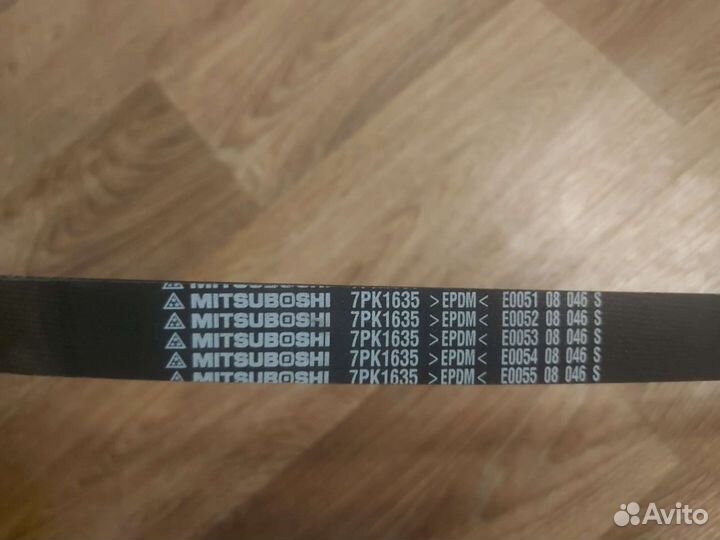 MITSUBOSHI 7PK1635 >EPDM< E0051 08 046 S
MITSUBOSHI 7PK1635 >EPDM< E0052 08 046 S
MITSUBOSHI 7PK1635 >EPDM< E0053 08 046 S
MITSUBOSHI 7PK1635 >EPDM< E0054 08 046 S
MITSUBOSHI 7PK1635 >EPDM< E0055 08 046 S
Avito